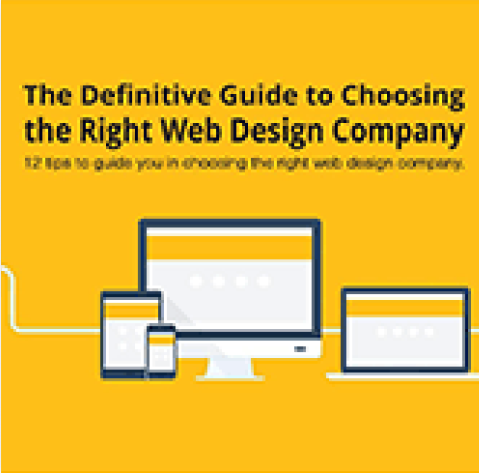 The Definitive Guide to Choosing
the Right Web Design Company
12 tips to guide you in choosing the right web design company.